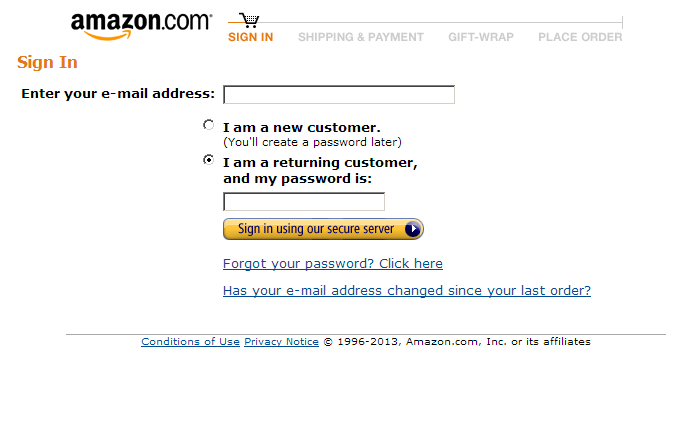 amazon.com
SIGN IN SHIPPING & PAYMENT GIFT-WRAP PLACE ORDER
Sign In
Enter your e-mail address:
I am a new customer.
(You'll create a password later)
I am a returning customer,
and my password is:
Sign in using our secure server
Forgot your password? Click here
Has your e-mail address changed since your last order?
Conditions of Use Privacy Notice © 1996-2013, Amazon.com, Inc. or its affiliates